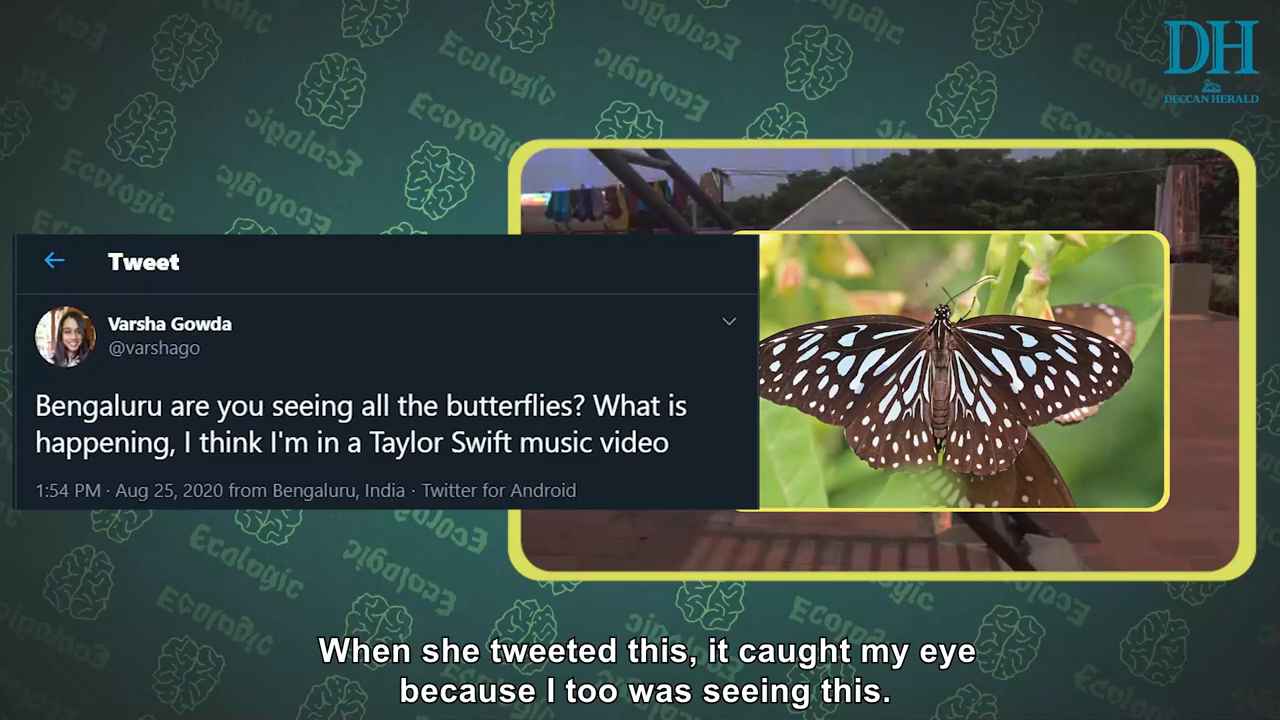 DH
DECCAN HERALD
Tweet
Varsha Gowda
@varshago
Bengaluru are you seeing all the butterflies? What is
happening, I think I'm in a Taylor Swift music video
1:54 PM · Aug 25, 2020 from Bengaluru, India · Twitter for Android
When she tweeted this, it caught my eye
because I too was seeing this.
Ecologic